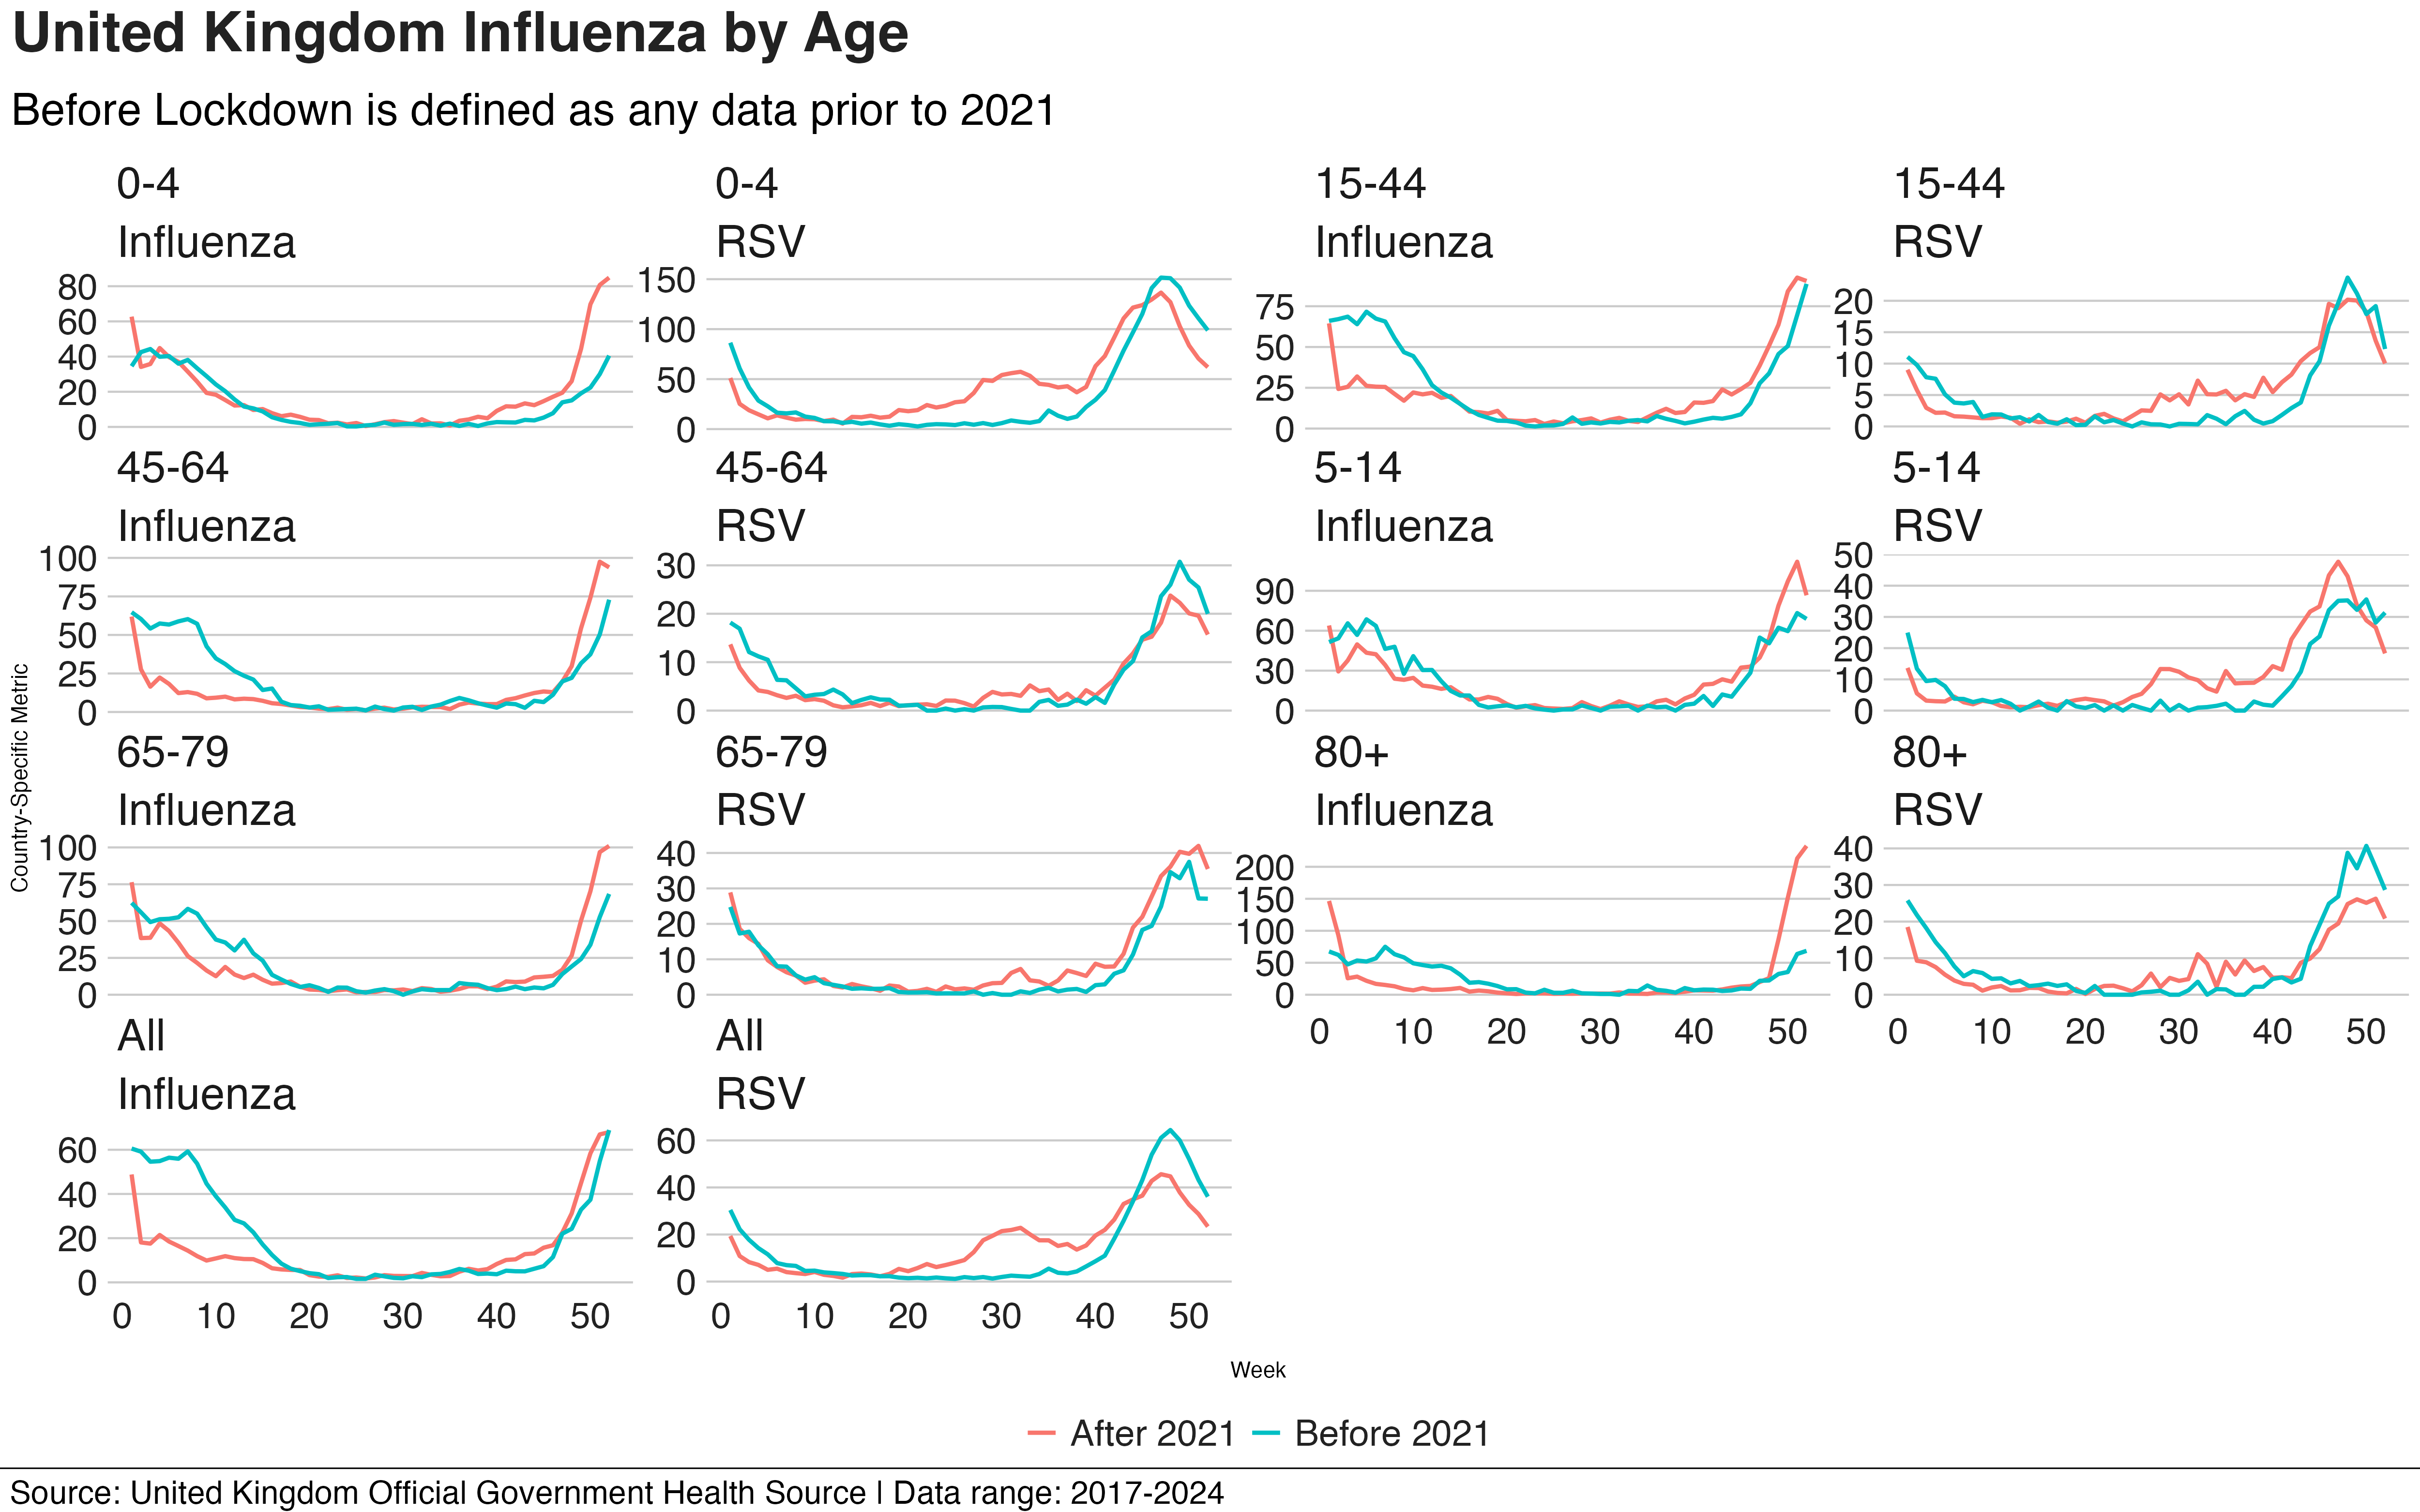 United Kingdom Influenza by Age
Before Lockdown is defined as any data prior to 2021
0-4 0-4 15-44 15-44
Influenza RSV Influenza RSV
80 60 40 20 0
150 100 50 0
75 50 25 0
20 15 10 5 0
45-64 45-64 5-14 5-14
Influenza RSV Influenza RSV
100 75 50 25 0
30 20 10 0
90 60 30 0
50 40 30 20 10 0
65-79 65-79 80+ 80+
Influenza RSV Influenza RSV
100 75 50 25 0
40 30 20 10 0
200 150 100 50 0
40 30 20 10 0
0 10 20 30 40 50
0 10 20 30 40 50
All All
Influenza RSV
60 40 20 0
60 40 20 0
0 10 20 30 40 50
0 10 20 30 40 50
Country-Specific Metric
Week
After 2021 Before 2021
Source: United Kingdom Official Government Health Source | Data range: 2017-2024